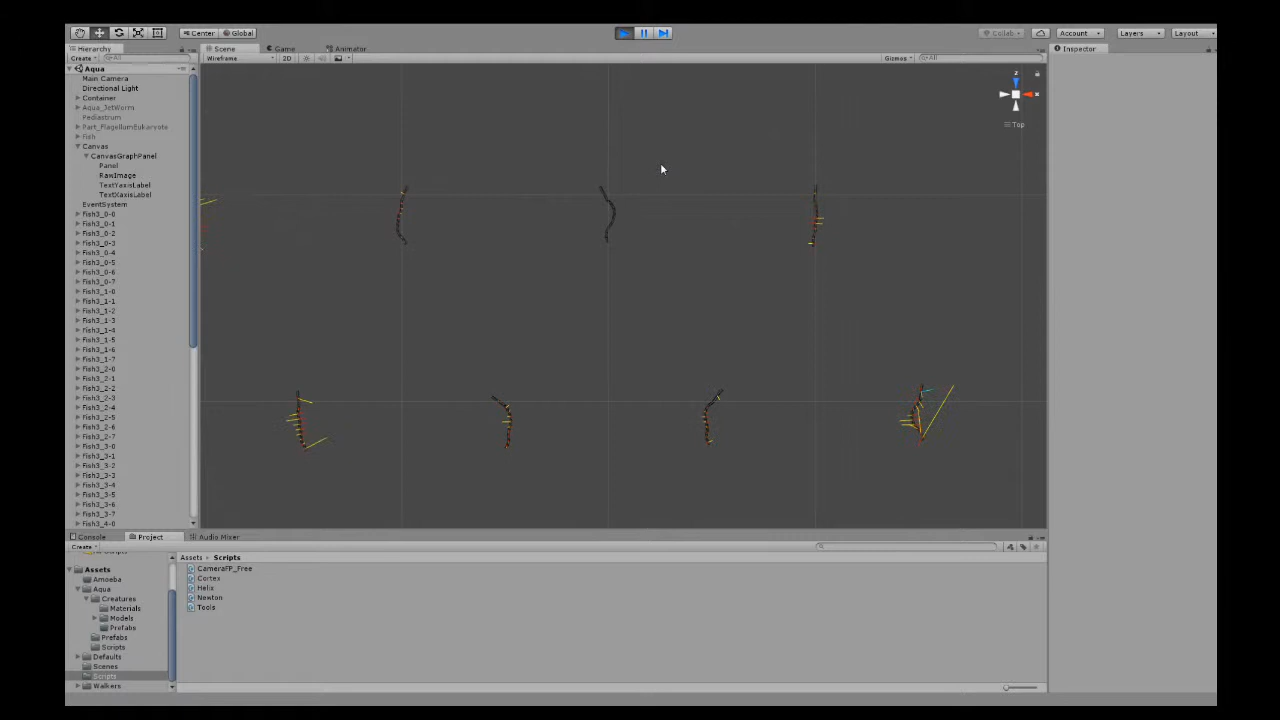 Center Global Collab Account Layers Layout
Hierarchy Scene Game Animator Inspector
Create All Wireframe 2D Gizmos All
Aqua
Main Camera
Directional Light
Container
Aqua_JetWorm
Pediastrum
Part_FlagellumEukaryote
Fish
Canvas
CanvasGraphPanel
Panel
RawImage
TextYaxisLabel
TextXaxisLabel
EventSystem
Fish3_0-0
Fish3_0-1
Fish3_0-2
Fish3_0-3
Fish3_0-4
Fish3_0-5
Fish3_0-6
Fish3_0-7
Fish3_1-0
Fish3_1-1
Fish3_1-2
Fish3_1-3
Fish3_1-4
Fish3_1-5
Fish3_1-6
Fish3_1-7
Fish3_2-0
Fish3_2-1
Fish3_2-2
Fish3_2-3
Fish3_2-4
Fish3_2-5
Fish3_2-6
Fish3_2-7
Fish3_3-0
Fish3_3-1
Fish3_3-2
Fish3_3-3
Fish3_3-4
Fish3_3-5
Fish3_3-6
Fish3_3-7
Fish3_4-0
z
x
Top
Console Project Audio Mixer
Create
Assets
Amoeba
Aqua
Creatures
Materials
Models
Prefabs
Prefabs
Scripts
Defaults
Scenes
Scripts
Walkers
Assets Scripts
CameraFP_Free
Cortex
Helix
Newton
Tools